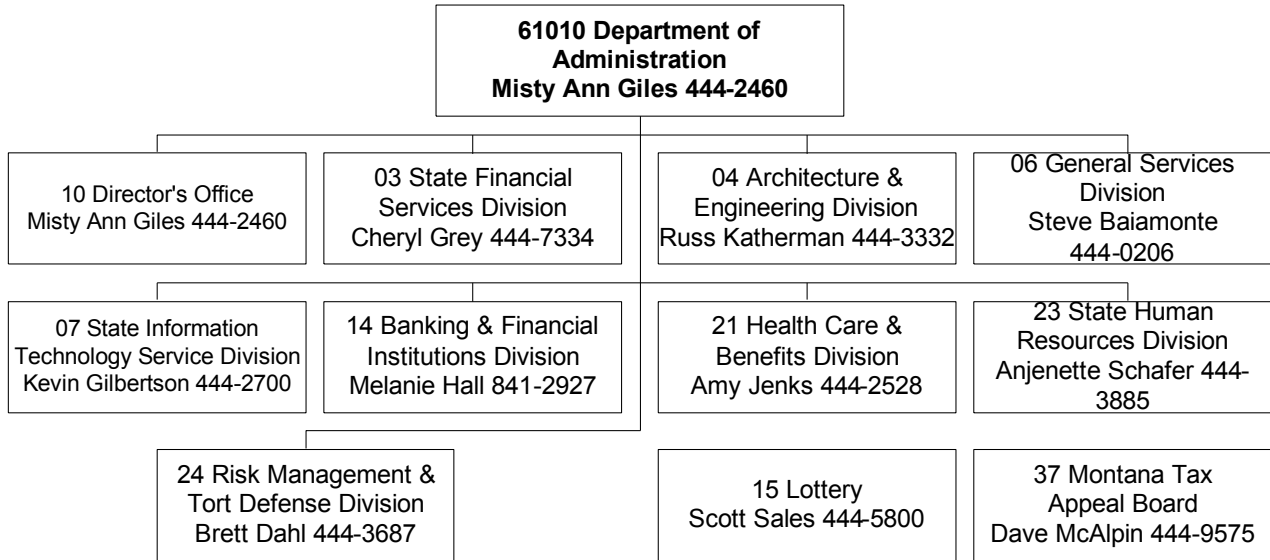 61010 Department of
Administration
Misty Ann Giles 444-2460
10 Director's Office
Misty Ann Giles 444-2460
03 State Financial
Services Division
Cheryl Grey 444-7334
04 Architecture &
Engineering Division
Russ Katherman 444-3332
06 General Services
Division
Steve Baiamonte
444-0206
07 State Information
Technology Service Division
Kevin Gilbertson 444-2700
14 Banking & Financial
Institutions Division
Melanie Hall 841-2927
21 Health Care &
Benefits Division
Amy Jenks 444-2528
23 State Human
Resources Division
Anjenette Schafer 444-
3885
24 Risk Management &
Tort Defense Division
Brett Dahl 444-3687
15 Lottery
Scott Sales 444-5800
37 Montana Tax
Appeal Board
Dave McAlpin 444-9575